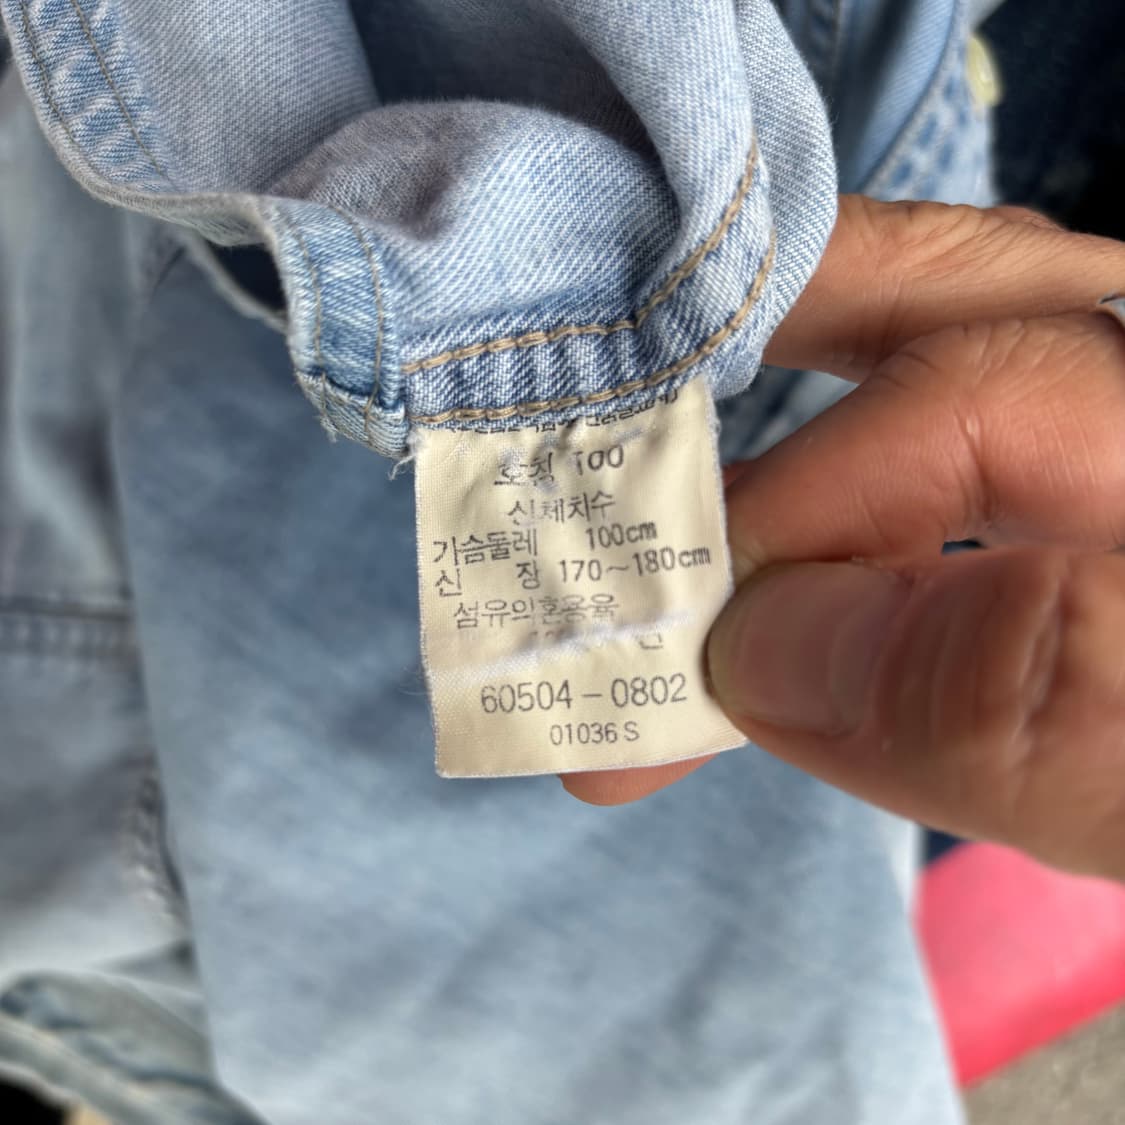 호칭 100
신체치수
가슴둘레 100cm
신 장 170~180cm
섬유의혼용율
60504-0802
01036 S